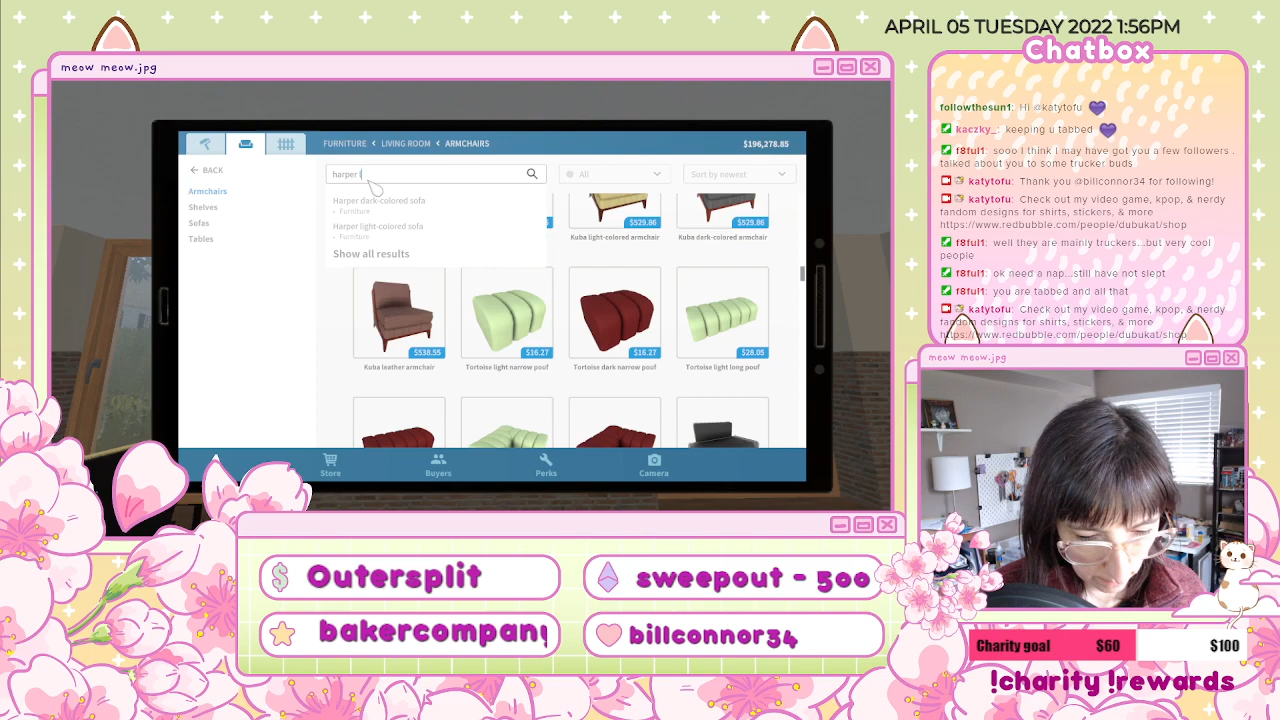 APRIL 05 TUESDAY 2022 1:56PM
meow meow.jpg
Chatbox
FURNITURE < LIVING ROOM < ARMCHAIRS
$196,278.85
BACK
Armchairs
Shelves
Sofas
Tables
harper l
All
Sort by newest
Harper dark-colored sofa
Furniture
Harper light-colored sofa
Furniture
Show all results
$529.86
$529.86
Kuba light-colored armchair
Kuba dark-colored armchair
$538.55
$16.27
$16.27
$28.05
Kuba leather armchair
Tortoise light narrow pouf
Tortoise dark narrow pouf
Tortoise light long pouf
Store
Buyers
Perks
Camera
followthesun1: Hi @katytofu
kaczky_: keeping u tabbed
f8ful1: sooo I think I may have got you a few followers .
talked about you to some trucker buds
katytofu: Thank you @billconnor34 for following!
katytofu: Check out my video game, kpop, & nerdy
fandom designs for shirts, stickers, & more
https://www.redbubble.com/people/dubukat/shop
f8ful1: well they are mainly truckers...but very cool
people
f8ful1: ok need a nap...still have not slept
f8ful1: you are tabbed and all that
katytofu: Check out my video game, kpop, & nerdy
fandom designs for shirts, stickers, & more
https://www.redbubble.com/people/dubukat/shop
meow meow.jpg
Outersplit
sweepout - 500
bakercompany
billconnor34
Charity goal $60 $100
!charity !rewards